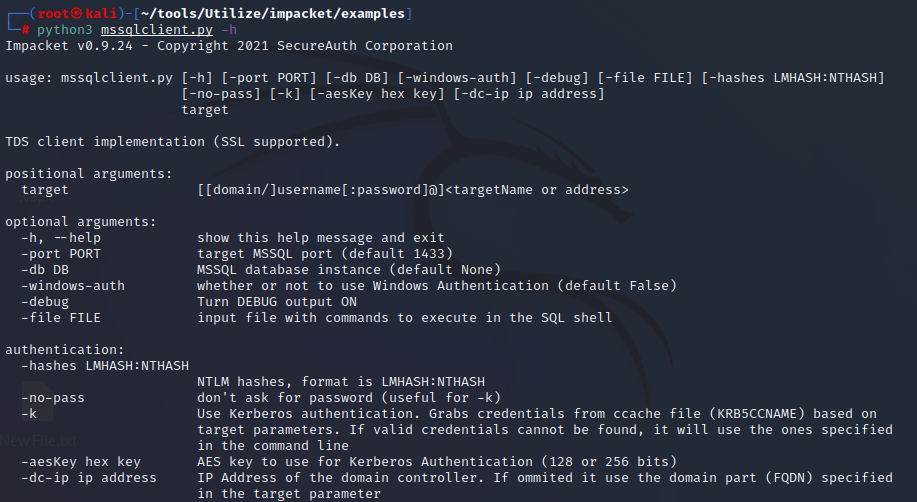 ┌──(root㉿kali)-[~/tools/Utilize/impacket/examples]
└─# python3 mssqlclient.py -h
Impacket v0.9.24 - Copyright 2021 SecureAuth Corporation
usage: mssqlclient.py [-h] [-port PORT] [-db DB] [-windows-auth] [-debug] [-file FILE] [-hashes LMHASH:NTHASH]
[-no-pass] [-k] [-aesKey hex key] [-dc-ip ip address]
target
TDS client implementation (SSL supported).
positional arguments:
target [[domain/]username[:password]@]<targetName or address>
optional arguments:
-h, --help show this help message and exit
-port PORT target MSSQL port (default 1433)
-db DB MSSQL database instance (default None)
-windows-auth whether or not to use Windows Authentication (default False)
-debug Turn DEBUG output ON
-file FILE input file with commands to execute in the SQL shell
authentication:
-hashes LMHASH:NTHASH
NTLM hashes, format is LMHASH:NTHASH
-no-pass don't ask for password (useful for -k)
-k Use Kerberos authentication. Grabs credentials from ccache file (KRB5CCNAME) based on
target parameters. If valid credentials cannot be found, it will use the ones specified
in the command line
-aesKey hex key AES key to use for Kerberos Authentication (128 or 256 bits)
-dc-ip ip address IP Address of the domain controller. If ommited it use the domain part (FQDN) specified
in the target parameter
New File.txt